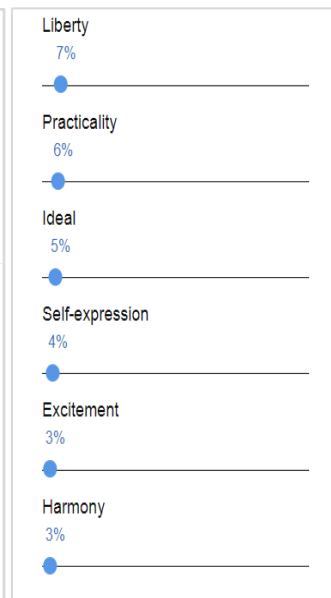 Liberty
7%
Practicality
6%
Ideal
5%
Self-expression
4%
Excitement
3%
Harmony
3%